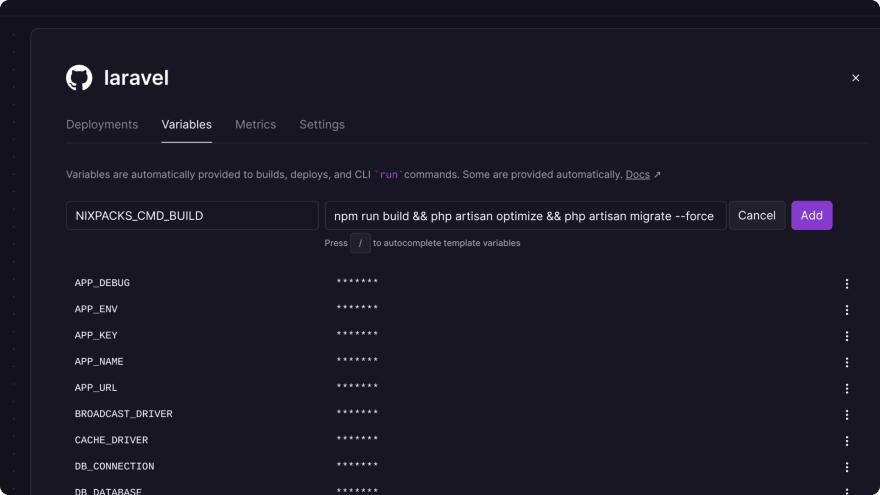 laravel
Deployments Variables Metrics Settings
Variables are automatically provided to builds, deploys, and CLI `run` commands. Some are provided automatically. Docs ↗
NIXPACKS_CMD_BUILD npm run build && php artisan optimize && php artisan migrate --force Cancel Add
Press / to autocomplete template variables
APP_DEBUG *******
APP_ENV *******
APP_KEY *******
APP_NAME *******
APP_URL *******
BROADCAST_DRIVER *******
CACHE_DRIVER *******
DB_CONNECTION *******
DB_DATABASE *******